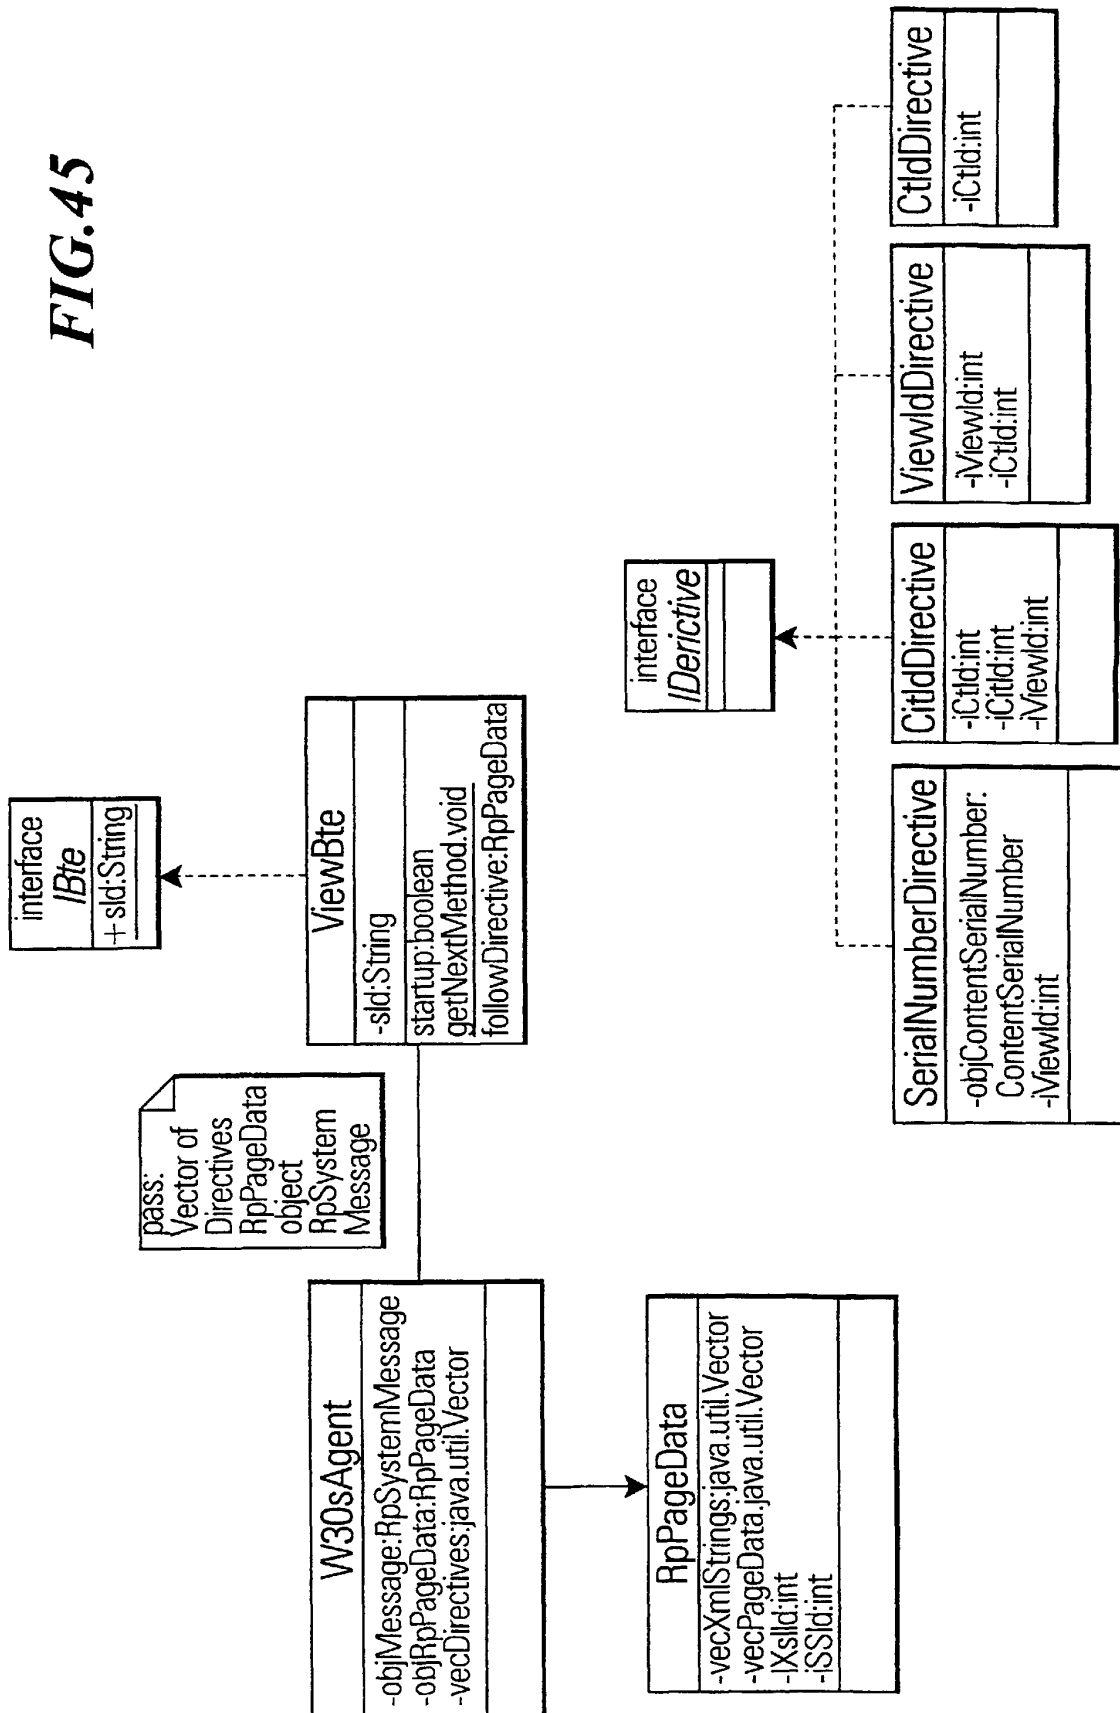 FIG.45
interface
IBte
+sId:String
pass:
Vector of
Directives
RpPageData
object
RpSystem
Message
W30sAgent
-objMessage:RpSystemMessage
-objRpPageData:RpPageData
-vecDirectives:java.util.Vector
ViewBte
-sId:String
startup:boolean
getNextMethod.void
followDirective:RpPageData
RpPageData
-vecXmlStrings:java.util.Vector
-vecPageData.java.util.Vector
-IXslId:int
-iSSId:int
interface
IDerictive
SerialNumberDirective
-objContentSerialNumber:
ContentSerialNumber
-iViewId:int
CitIdDirective
-iCtId:int
-iCitId:int
-iViewId:int
ViewIdDirective
-iViewId:int
-iCtId:int
CtIdDirective
-iCtId:int